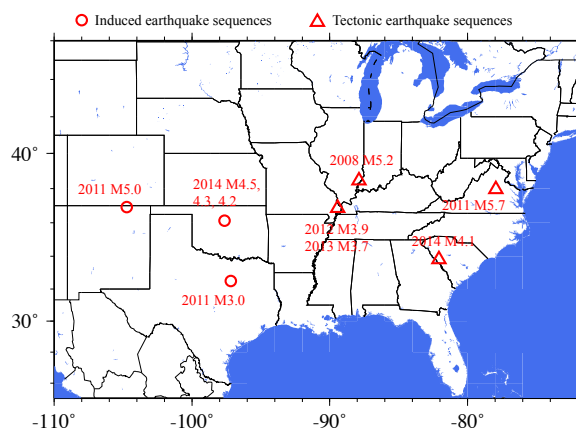 Induced earthquake sequences
Tectonic earthquake sequences
40°
30°
2008 M5.2
2011 M5.0
2014 M4.5,
4.3, 4.2
2011 M5.7
2012 M3.9
2013 M3.7
2014 M4.1
2011 M3.0
-110°
-100°
-90°
-80°